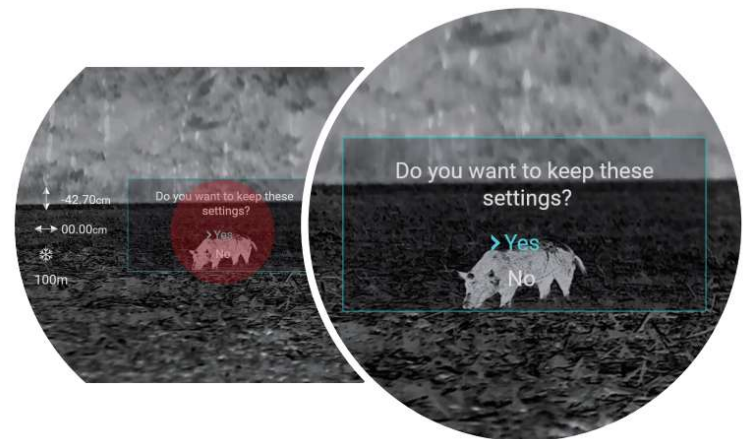 -42.70cm
00.00cm
100m
Do you want to keep these
settings?
Yes
No
Do you want to keep these
settings?
Yes
No